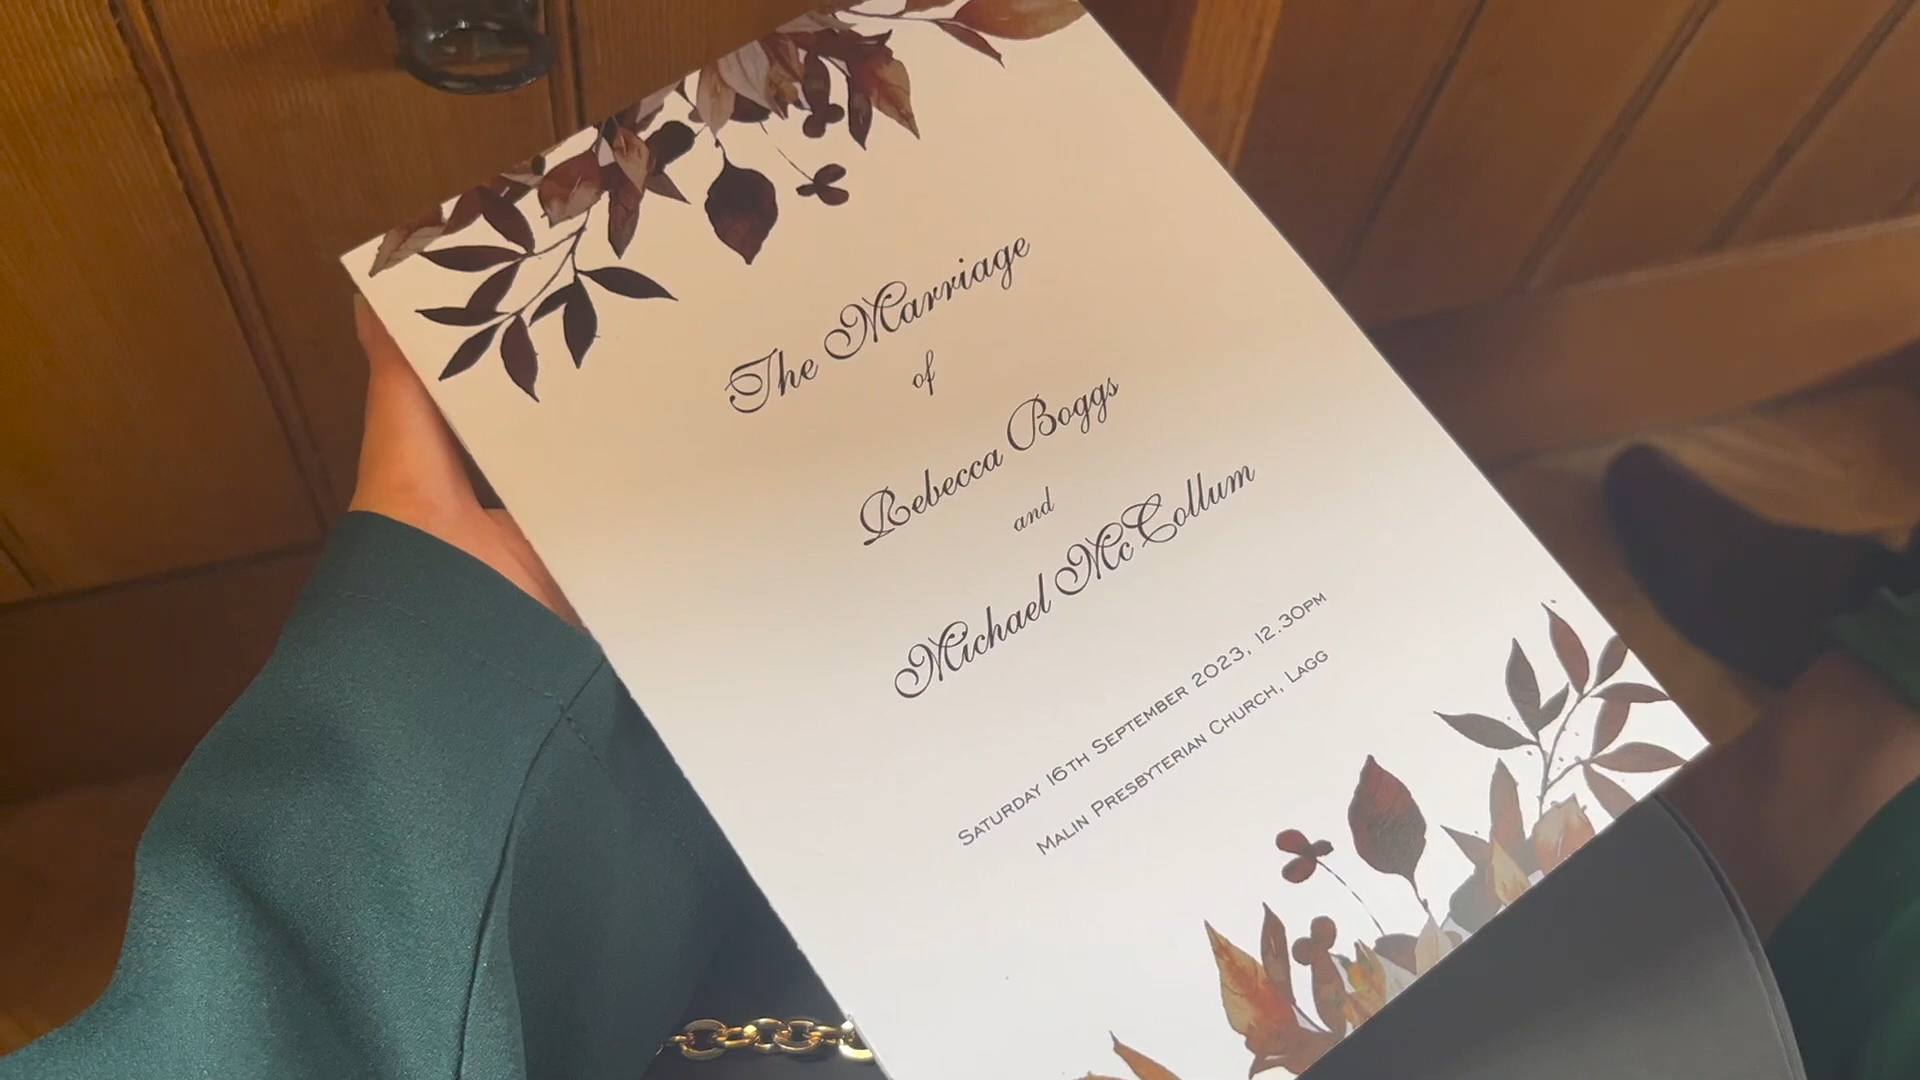 The Marriage
of
Rebecca Boggs
and
Michael McCollum
Saturday 16th September 2023, 12.30pm
Malin Presbyterian Church, Lagg